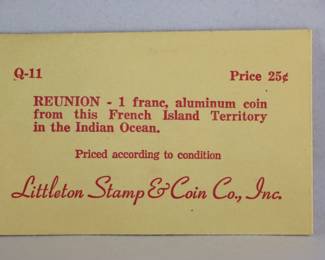 Q-11 Price 25¢
REUNION - 1 franc, aluminum coin
from this French Island Territory
in the Indian Ocean.
Priced according to condition
Littleton Stamp & Coin Co., Inc.